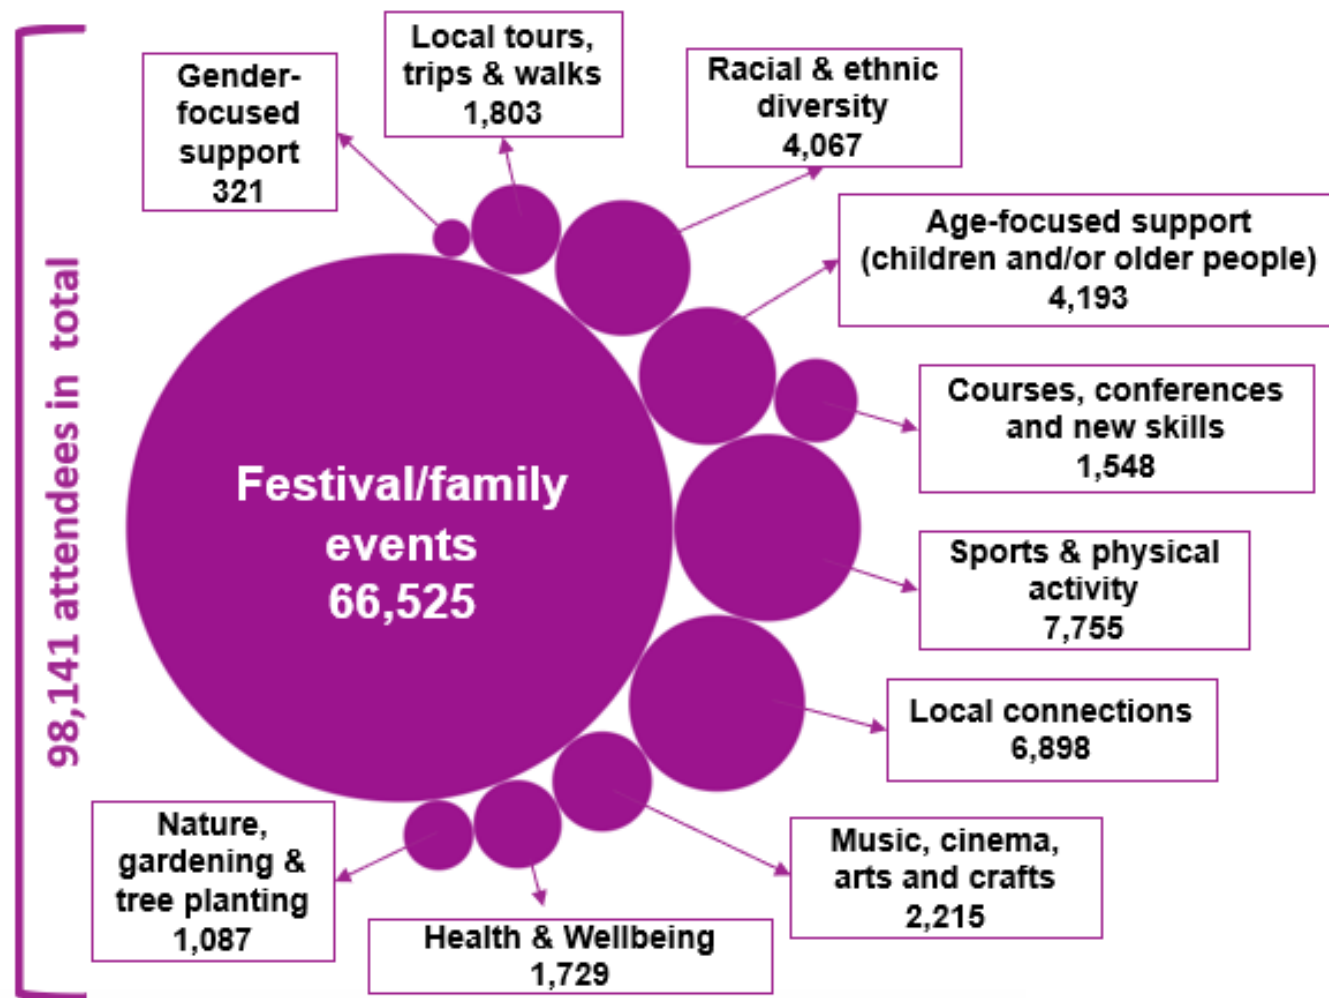 98,141 attendees in total
Gender-
focused
support
321
Local tours,
trips & walks
1,803
Racial & ethnic
diversity
4,067
Age-focused support
(children and/or older people)
4,193
Courses, conferences
and new skills
1,548
Festival/family
events
66,525
Sports & physical
activity
7,755
Local connections
6,898
Music, cinema,
arts and crafts
2,215
Health & Wellbeing
1,729
Nature,
gardening &
tree planting
1,087